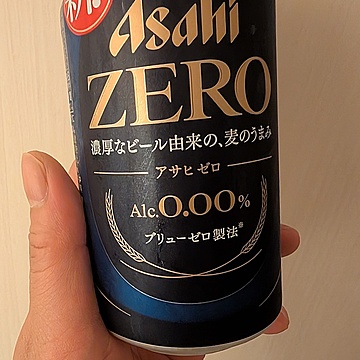 Asahi
ZERO
濃厚なビール由来の、麦のうまみ
アサヒ ゼロ
Alc.0.00%
ブリューゼロ製法※